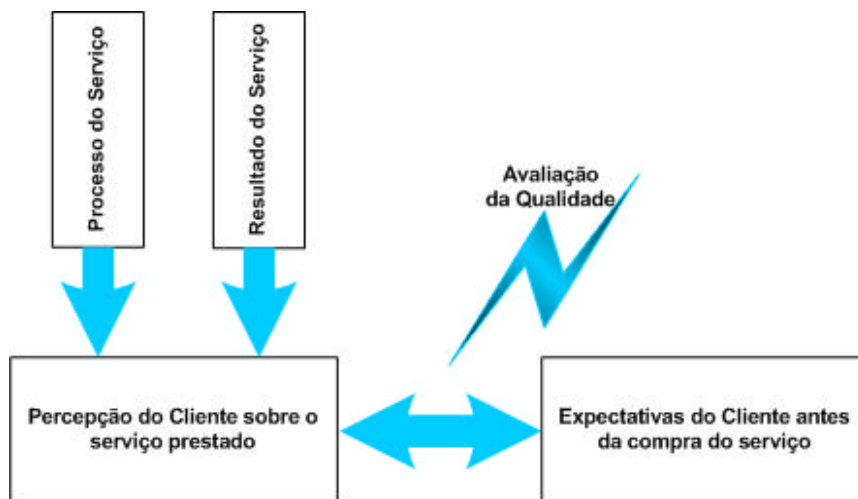 Processo do Serviço
Resultado do Serviço
Avaliação
da Qualidade
Percepção do Cliente sobre o
serviço prestado
Expectativas do Cliente antes
da compra do serviço